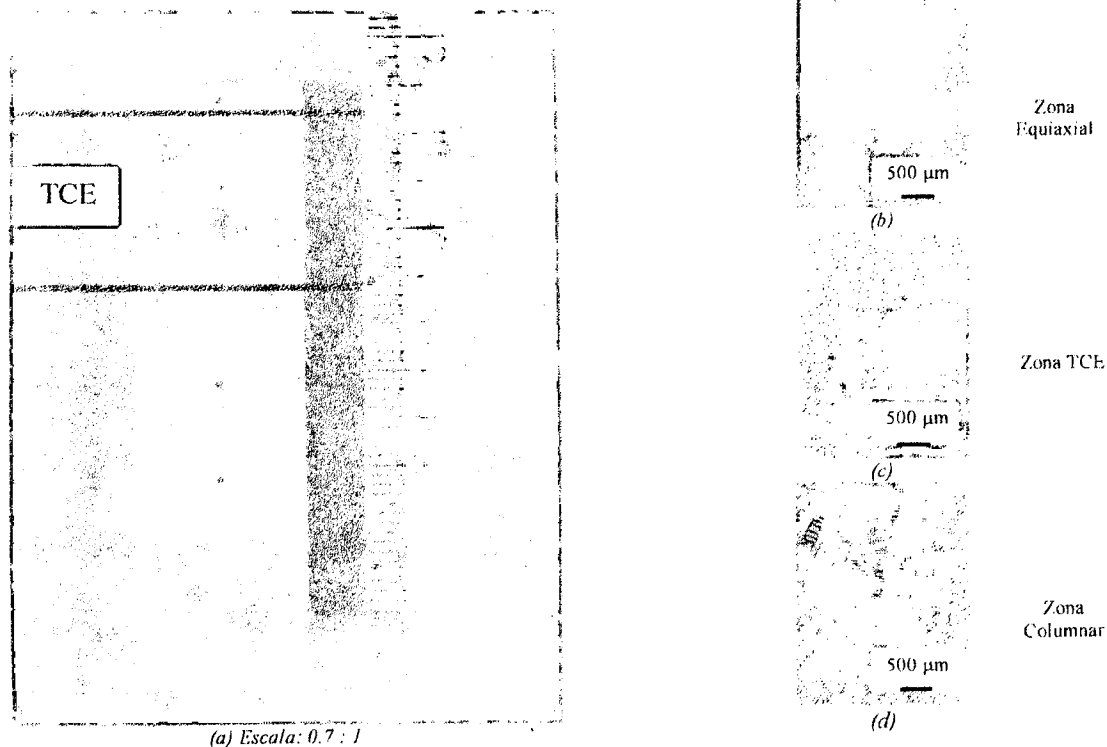 TCE
(a) Escala: 0.7 : 1
Zona
Equiaxial
500 µm
(b)
Zona TCE
500 µm
(c)
Zona
Columnar
500 µm
(d)